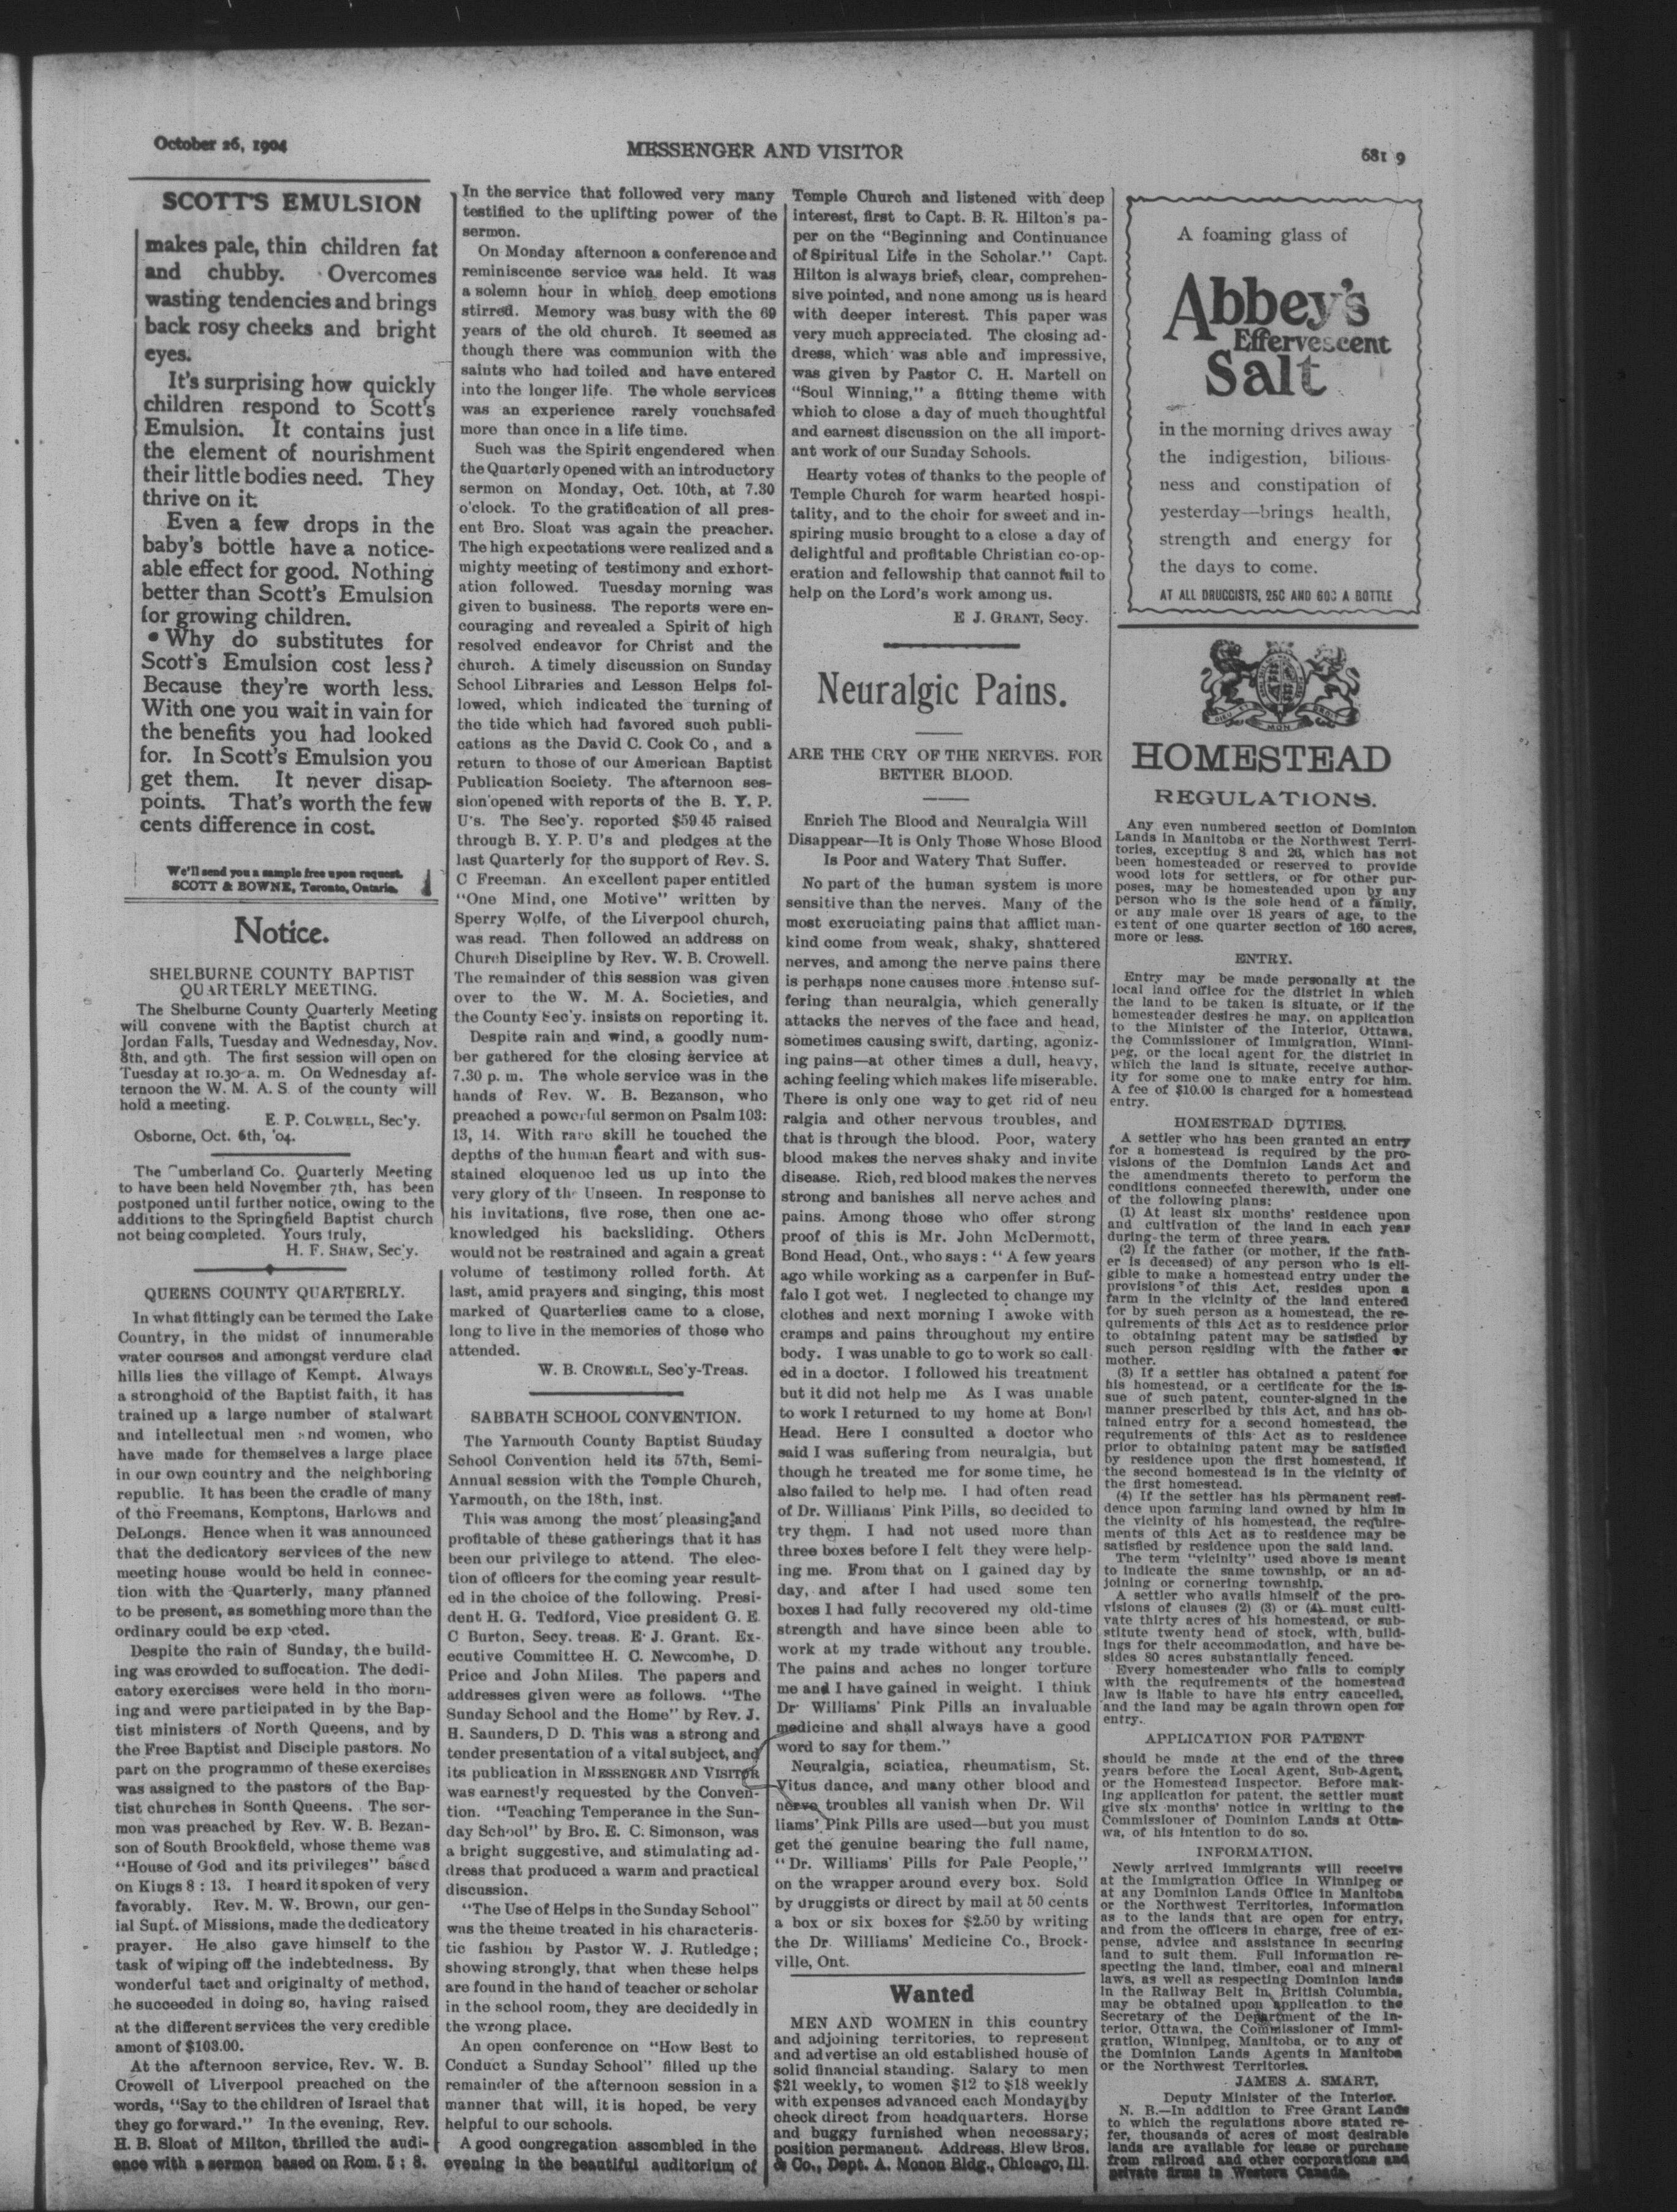 October 26, 1904
MESSENGER AND VISITOR
681 9
SCOTT'S EMULSION
makes pale, thin children fat
and chubby. Overcomes
wasting tendencies and brings
back rosy cheeks and bright
eyes.
It's surprising how quickly
children respond to Scott's
Emulsion. It contains just
the element of nourishment
their little bodies need. They
thrive on it.
Even a few drops in the
baby's bottle have a notice-
able effect for good. Nothing
better than Scott's Emulsion
for growing children.
Why do substitutes for
Scott's Emulsion cost less?
Because they're worth less.
With one you wait in vain for
the benefits you had looked
for. In Scott's Emulsion you
get them. It never disap-
points. That's worth the few
cents difference in cost.
We'll send you a sample free upon request.
SCOTT & BOWNE, Toronto, Ontario.
Notice.
SHELBURNE COUNTY BAPTIST
QUARTERLY MEETING.
The Shelburne County Quarterly Meeting
will convene with the Baptist church at
Jordan Falls, Tuesday and Wednesday, Nov.
8th, and 9th. The first session will open on
Tuesday at 10.30 a. m. On Wednesday af-
ternoon the W. M. A. S. of the county will
hold a meeting.
E. P. COLWELL, Sec'y.
Osborne, Oct. 6th, '04.
The Cumberland Co. Quarterly Meeting
to have been held November 7th, has been
postponed until further notice, owing to the
additions to the Springfield Baptist church
not being completed. Yours truly,
H. F. SHAW, Sec'y.
QUEENS COUNTY QUARTERLY.
In what fittingly can be termed the Lake
Country, in the midst of innumerable
water courses and amongst verdure clad
hills lies the village of Kempt. Always
a stronghold of the Baptist faith, it has
trained up a large number of stalwart
and intellectual men and women, who
have made for themselves a large place
in our own country and the neighboring
republic. It has been the cradle of many
of the Freemans, Kemptons, Harlows and
DeLongs. Hence when it was announced
that the dedicatory services of the new
meeting house would be held in connec-
tion with the Quarterly, many planned
to be present, as something more than the
ordinary could be expected.
Despite the rain of Sunday, the build-
ing was crowded to suffocation. The dedi-
catory exercises were held in the morn-
ing and were participated in by the Bap-
tist ministers of North Queens, and by
the Free Baptist and Disciple pastors. No
part on the programme of these exercises
was assigned to the pastors of the Bap-
tist churches in South Queens. The ser-
mon was preached by Rev. W. B. Bezan-
son of South Brookfield, whose theme was
"House of God and its privileges" based
on Kings 8 : 13. I heard it spoken of very
favorably. Rev. M. W. Brown, our gen-
ial Supt. of Missions, made the dedicatory
prayer. He also gave himself to the
task of wiping off the indebtedness. By
wonderful tact and originalty of method,
he succeeded in doing so, having raised
at the different services the very credible
amont of $103.00.
At the afternoon service, Rev. W. B.
Crowell of Liverpool preached on the
words, "Say to the children of Israel that
they go forward." In the evening, Rev.
H. B. Sloat of Milton, thrilled the audi-
ence with a sermon based on Rom. 5 : 8.
In the service that followed very many
testified to the uplifting power of the
sermon.
On Monday afternoon a conference and
reminiscence service was held. It was
a solemn hour in which deep emotions
stirred. Memory was busy with the 69
years of the old church. It seemed as
though there was communion with the
saints who had toiled and have entered
into the longer life. The whole services
was an experience rarely vouchsafed
more than once in a life time.
Such was the Spirit engendered when
the Quarterly opened with an introductory
sermon on Monday, Oct. 10th, at 7.30
o'clock. To the gratification of all pres-
ent Bro. Sloat was again the preacher.
The high expectations were realized and a
mighty meeting of testimony and exhort-
ation followed. Tuesday morning was
given to business. The reports were en-
couraging and revealed a Spirit of high
resolved endeavor for Christ and the
church. A timely discussion on Sunday
School Libraries and Lesson Helps fol-
lowed, which indicated the turning of
the tide which had favored such publi-
cations as the David C. Cook Co, and a
return to those of our American Baptist
Publication Society. The afternoon ses-
sion opened with reports of the B. Y. P.
U's. The Sec'y. reported $59 45 raised
through B. Y. P. U's and pledges at the
last Quarterly for the support of Rev. S.
C Freeman. An excellent paper entitled
"One Mind, one Motive" written by
Sperry Wolfe, of the Liverpool church,
was read. Then followed an address on
Church Discipline by Rev. W. B. Crowell.
The remainder of this session was given
over to the W. M. A. Societies, and
the County Sec'y. insists on reporting it.
Despite rain and wind, a goodly num-
ber gathered for the closing service at
7.30 p. m. The whole service was in the
hands of Rev. W. B. Bezanson, who
preached a powerful sermon on Psalm 103:
13, 14. With rare skill he touched the
depths of the human heart and with sus-
stained eloquence led us up into the
very glory of the Unseen. In response to
his invitations, five rose, then one ac-
knowledged his backsliding. Others
would not be restrained and again a great
volume of testimony rolled forth. At
last, amid prayers and singing, this most
marked of Quarterlies came to a close,
long to live in the memories of those who
attended.
W. B. CROWELL, Sec'y-Treas.
SABBATH SCHOOL CONVENTION.
The Yarmouth County Baptist Sunday
School Convention held its 57th, Semi-
Annual session with the Temple Church,
Yarmouth, on the 18th, inst.
This was among the most pleasing and
profitable of these gatherings that it has
been our privilege to attend. The elec-
tion of officers for the coming year result-
ed in the choice of the following. Presi-
dent H. G. Tedford, Vice president G. E.
C Burton, Secy. treas. E. J. Grant. Ex-
ecutive Committee H. C. Newcombe, D.
Price and John Miles. The papers and
addresses given were as follows. "The
Sunday School and the Home" by Rev. J.
H. Saunders, D D. This was a strong and
tender presentation of a vital subject, and
its publication in MESSENGER AND VISITOR
was earnestly requested by the Conven-
tion. "Teaching Temperance in the Sun-
day School" by Bro. E. C. Simonson, was
a bright suggestive, and stimulating ad-
dress that produced a warm and practical
discussion.
"The Use of Helps in the Sunday School"
was the theme treated in his characteris-
tic fashion by Pastor W. J. Rutledge;
showing strongly, that when these helps
are found in the hand of teacher or scholar
in the school room, they are decidedly in
the wrong place.
An open conference on "How Best to
Conduct a Sunday School" filled up the
remainder of the afternoon session in a
manner that will, it is hoped, be very
helpful to our schools.
A good congregation assembled in the
evening in the beautiful auditorium of
Temple Church and listened with deep
interest, first to Capt. B. R. Hilton's pa-
per on the "Beginning and Continuance
of Spiritual Life in the Scholar." Capt.
Hilton is always brief, clear, comprehen-
sive pointed, and none among us is heard
with deeper interest. This paper was
very much appreciated. The closing ad-
dress, which was able and impressive,
was given by Pastor C. H. Martell on
"Soul Winning," a fitting theme with
which to close a day of much thoughtful
and earnest discussion on the all import-
ant work of our Sunday Schools.
Hearty votes of thanks to the people of
Temple Church for warm hearted hospi-
tality, and to the choir for sweet and in-
spiring music brought to a close a day of
delightful and profitable Christian co-op-
eration and fellowship that cannot fail to
help on the Lord's work among us.
E J. GRANT, Secy.
Neuralgic Pains.
ARE THE CRY OF THE NERVES. FOR
BETTER BLOOD.
Enrich The Blood and Neuralgia Will
Disappear—It is Only Those Whose Blood
Is Poor and Watery That Suffer.
No part of the human system is more
sensitive than the nerves. Many of the
most excruciating pains that afflict man-
kind come from weak, shaky, shattered
nerves, and among the nerve pains there
is perhaps none causes more intense suf-
fering than neuralgia, which generally
attacks the nerves of the face and head,
sometimes causing swift, darting, agoniz-
ing pains—at other times a dull, heavy,
aching feeling which makes life miserable.
There is only one way to get rid of neu
ralgia and other nervous troubles, and
that is through the blood. Poor, watery
blood makes the nerves shaky and invite
disease. Rich, red blood makes the nerves
strong and banishes all nerve aches and
pains. Among those who offer strong
proof of this is Mr. John McDermott,
Bond Head, Ont., who says: "A few years
ago while working as a carpenfer in Buf-
falo I got wet. I neglected to change my
clothes and next morning I awoke with
cramps and pains throughout my entire
body. I was unable to go to work so call-
ed in a doctor. I followed his treatment
but it did not help me As I was unable
to work I returned to my home at Bond
Head. Here I consulted a doctor who
said I was suffering from neuralgia, but
though he treated me for some time, he
also failed to help me. I had often read
of Dr. Williams' Pink Pills, so decided to
try them. I had not used more than
three boxes before I felt they were help-
ing me. From that on I gained day by
day, and after I had used some ten
boxes I had fully recovered my old-time
strength and have since been able to
work at my trade without any trouble.
The pains and aches no longer torture
me and I have gained in weight. I think
Dr Williams' Pink Pills an invaluable
medicine and shall always have a good
word to say for them."
Neuralgia, sciatica, rheumatism, St.
Vitus dance, and many other blood and
nerve troubles all vanish when Dr. Wil
liams' Pink Pills are used—but you must
get the genuine bearing the full name,
"Dr. Williams' Pills for Pale People,"
on the wrapper around every box. Sold
by druggists or direct by mail at 50 cents
a box or six boxes for $2.50 by writing
the Dr. Williams' Medicine Co., Brock-
ville, Ont.
Wanted
MEN AND WOMEN in this country
and adjoining territories, to represent
and advertise an old established house of
solid financial standing. Salary to men
$21 weekly, to women $12 to $18 weekly
with expenses advanced each Monday by
check direct from headquarters. Horse
and buggy furnished when necessary;
position permanent. Address, Blew Bros.
& Co., Dept. A. Monon Bldg., Chicago, Ill.
A foaming glass of
Abbey's
Effervescent
Salt
in the morning drives away
the indigestion, bilious-
ness and constipation of
yesterday—brings health,
strength and energy for
the days to come.
AT ALL DRUGGISTS, 25C AND 60C A BOTTLE
HOMESTEAD
REGULATIONS.
Any even numbered section of Dominion
Lands in Manitoba or the Northwest Terri-
tories, excepting 8 and 26, which has not
been homesteaded or reserved to provide
wood lots for settlers, or for other pur-
poses, may be homesteaded upon by any
person who is the sole head of a family,
or any male over 18 years of age, to the
extent of one quarter section of 160 acres,
more or less.
ENTRY.
Entry may be made personally at the
local land office for the district in which
the land to be taken is situate, or if the
homesteader desires he may, on application
to the Minister of the Interior, Ottawa,
the Commissioner of Immigration, Winni-
peg, or the local agent for the district in
which the land is situate, receive author-
ity for some one to make entry for him.
A fee of $10.00 is charged for a homestead
entry.
HOMESTEAD DUTIES.
A settler who has been granted an entry
for a homestead is required by the pro-
visions of the Dominion Lands Act and
the amendments thereto to perform the
conditions connected therewith, under one
of the following plans:
(1) At least six months' residence upon
and cultivation of the land in each year
during the term of three years.
(2) If the father (or mother, if the fath-
er is deceased) of any person who is eli-
gible to make a homestead entry under the
provisions of this Act, resides upon a
farm in the vicinity of the land entered
for by such person as a homestead, the re-
quirements of this Act as to residence prior
to obtaining patent may be satisfied by
such person residing with the father or
mother.
(3) If a settler has obtained a patent for
his homestead, or a certificate for the is-
sue of such patent, counter-signed in the
manner prescribed by this Act, and has ob-
tained entry for a second homestead, the
requirements of this Act as to residence
prior to obtaining patent may be satisfied
by residence upon the first homestead, if
the second homestead is in the vicinity of
the first homestead.
(4) If the settler has his permanent resi-
dence upon farming land owned by him in
the vicinity of his homestead, the require-
ments of this Act as to residence may be
satisfied by residence upon the said land.
The term "vicinity" used above is meant
to indicate the same township, or an ad-
joining or cornering township.
A settler who avails himself of the pro-
visions of clauses (2) (3) or (4) must culti-
vate thirty acres of his homestead, or sub-
stitute twenty head of stock, with build-
ings for their accommodation, and have be-
sides 80 acres substantially fenced.
Every homesteader who fails to comply
with the requirements of the homestead
law is liable to have his entry cancelled,
and the land may be again thrown open for
entry.
APPLICATION FOR PATENT
should be made at the end of the three
years before the Local Agent, Sub-Agent,
or the Homestead Inspector. Before mak-
ing application for patent, the settler must
give six months' notice in writing to the
Commissioner of Dominion Lands at Otta-
wa, of his intention to do so.
INFORMATION.
Newly arrived immigrants will receive
at the Immigration Office in Winnipeg or
at any Dominion Lands Office in Manitoba
or the Northwest Territories, information
as to the lands that are open for entry,
and from the officers in charge, free of ex-
pense, advice and assistance in securing
land to suit them. Full information re-
specting the land, timber, coal and mineral
laws, as well as respecting Dominion lands
in the Railway Belt in British Columbia,
may be obtained upon application to the
Secretary of the Department of the In-
terior, Ottawa, the Commissioner of Immi-
gration, Winnipeg, Manitoba, or to any of
the Dominion Lands Agents in Manitoba
or the Northwest Territories.
JAMES A. SMART,
Deputy Minister of the Interior.
N. B.—In addition to Free Grant Lands
to which the regulations above stated re-
fer, thousands of acres of most desirable
lands are available for lease or purchase
from railroad and other corporations and
private firms in Western Canada.